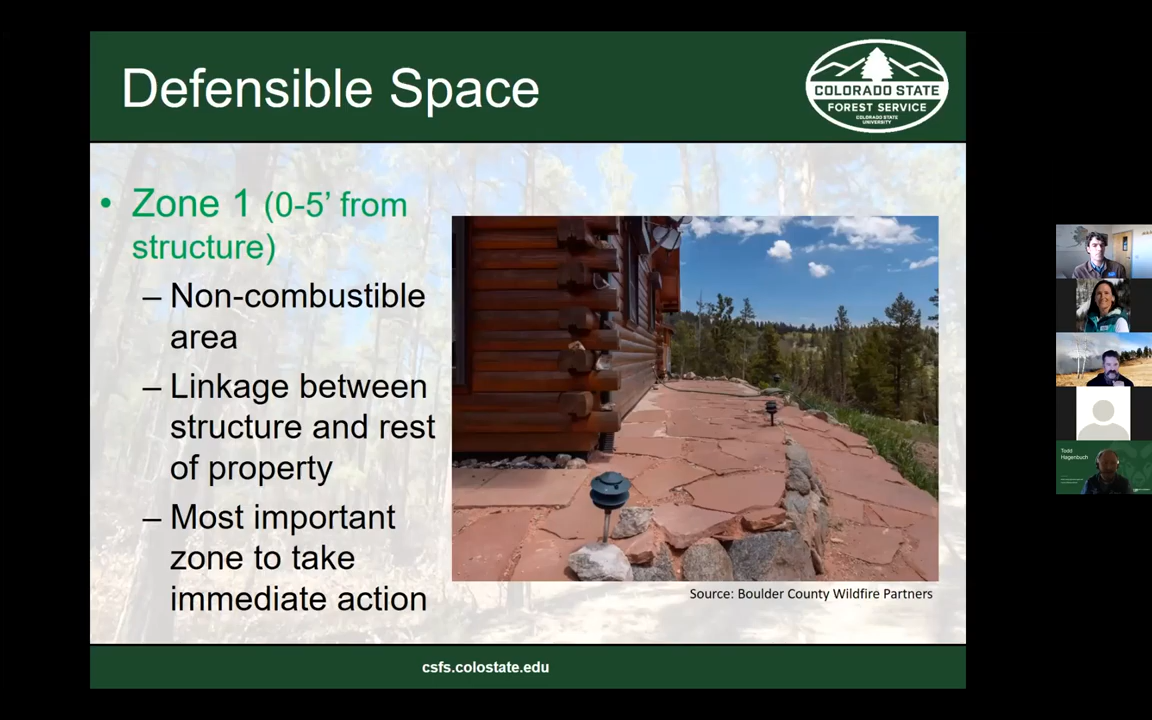 Defensible Space
COLORADO STATE
FOREST SERVICE
COLORADO STATE
UNIVERSITY
• Zone 1 (0-5’ from
structure)
– Non-combustible
area
– Linkage between
structure and rest
of property
– Most important
zone to take
immediate action
Source: Boulder County Wildfire Partners
csfs.colostate.edu
Todd
Hagenbuch